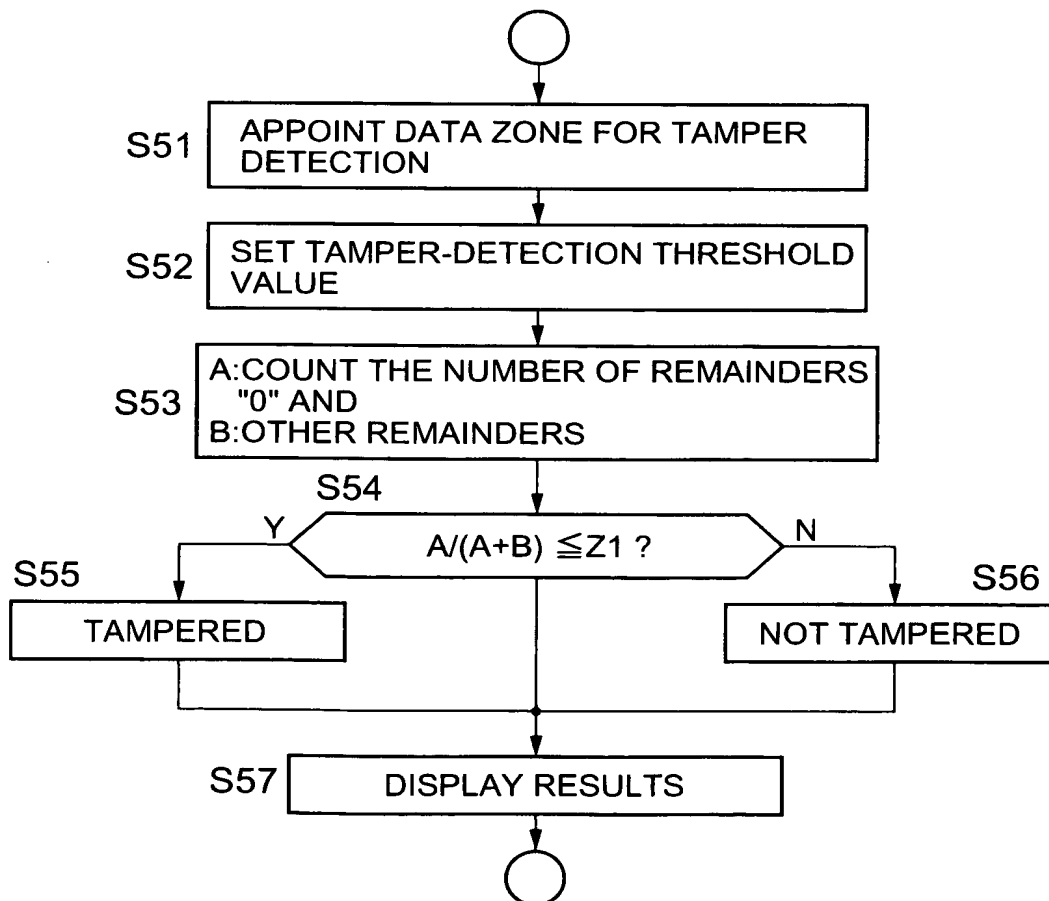 S51
APPOINT DATA ZONE FOR TAMPER
DETECTION
S52
SET TAMPER-DETECTION THRESHOLD
VALUE
S53
A:COUNT THE NUMBER OF REMAINDERS
"0" AND
B:OTHER REMAINDERS
S54
Y
A/(A+B) ≦Z1 ?
N
S55
TAMPERED
S56
NOT TAMPERED
S57
DISPLAY RESULTS